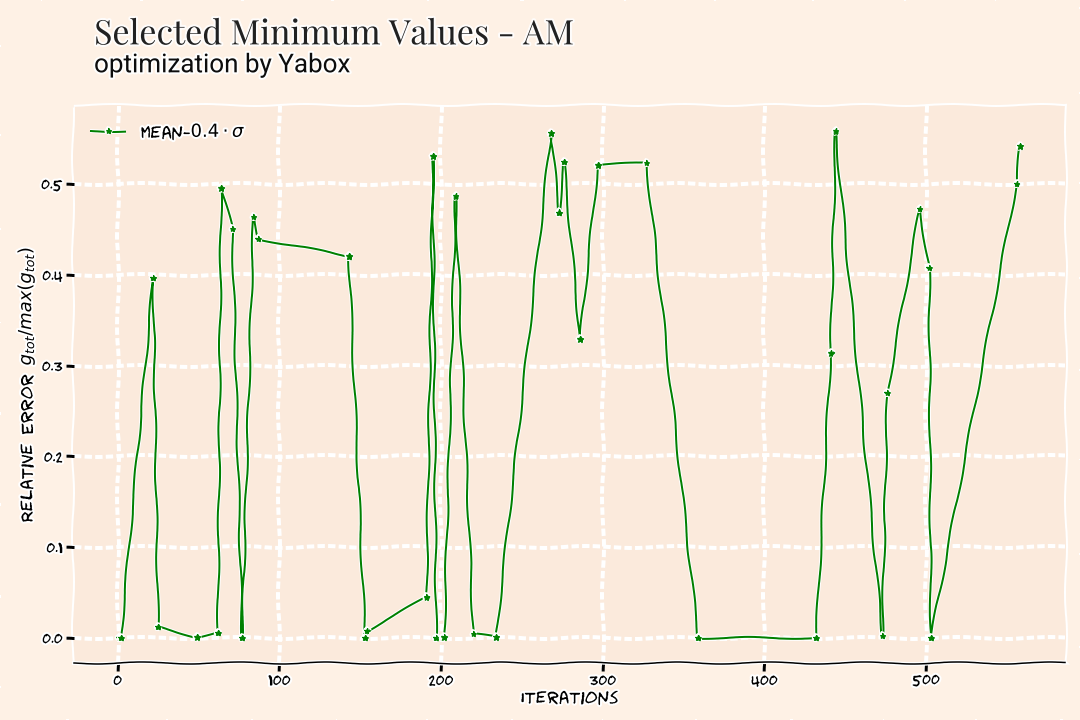 Selected Minimum Values - AM
optimization by Yabox
MEAN-0.4 · σ
RELATIVE ERROR g_tot/max(g_tot)
0.5
0.4
0.3
0.2
0.1
0.0
0 100 200 300 400 500
ITERATIONS